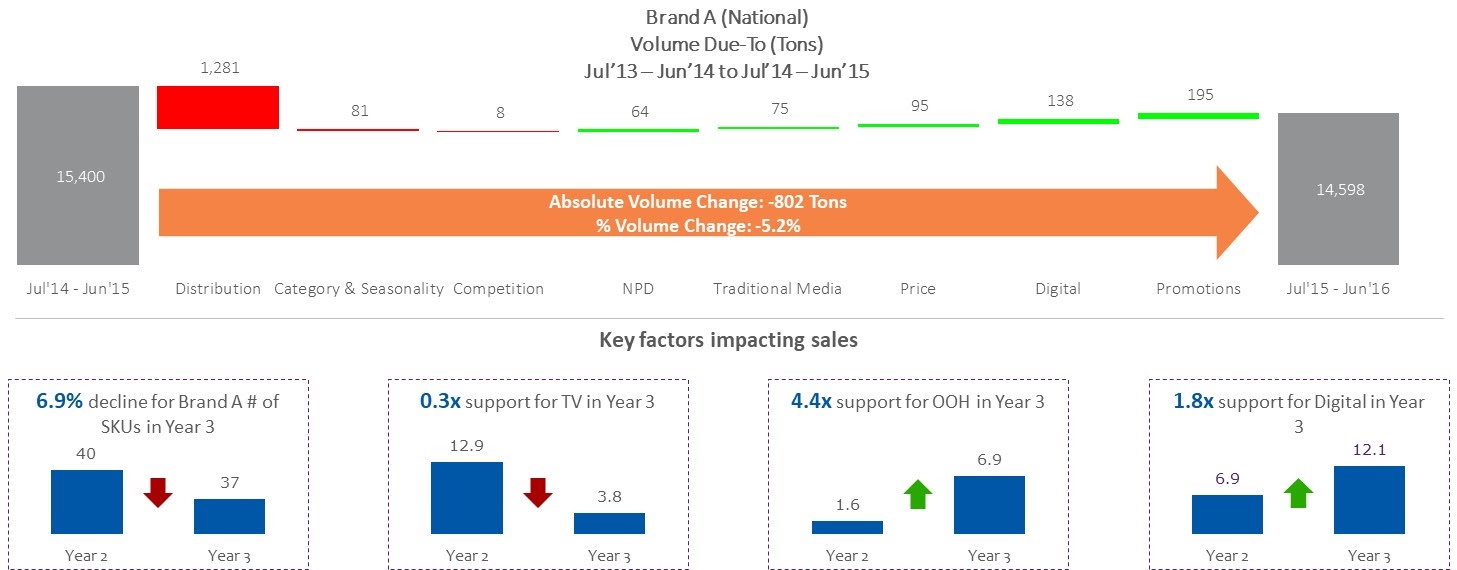 Brand A (National)
Volume Due-To (Tons)
Jul’13 – Jun’14 to Jul’14 – Jun’15
1,281
81
8
64
75
95
138
195
15,400
14,598
Absolute Volume Change: -802 Tons
% Volume Change: -5.2%
Jul'14 - Jun'15
Distribution
Category & Seasonality
Competition
NPD
Traditional Media
Price
Digital
Promotions
Jul'15 - Jun'16
Key factors impacting sales
6.9% decline for Brand A # of
SKUs in Year 3
40
37
Year 2
Year 3
0.3x support for TV in Year 3
12.9
3.8
Year 2
Year 3
4.4x support for OOH in Year 3
1.6
6.9
Year 2
Year 3
1.8x support for Digital in Year
3
6.9
12.1
Year 2
Year 3